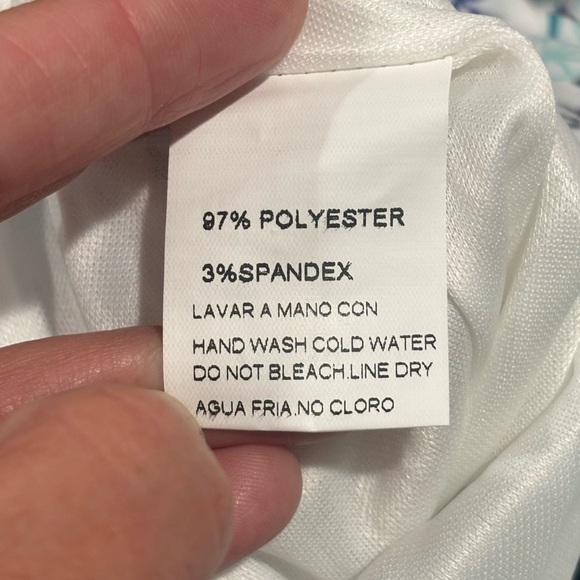 97% POLYESTER
3%SPANDEX
LAVAR A MANO CON
HAND WASH COLD WATER
DO NOT BLEACH.LINE DRY
AGUA FRIA.NO CLORO